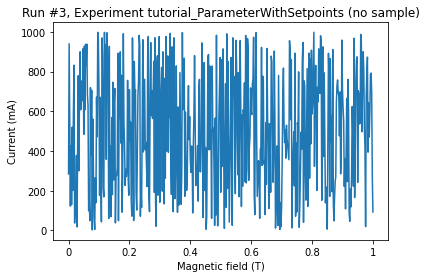 Run #3, Experiment tutorial_ParameterWithSetpoints (no sample)
1000
800
600
400
200
0
Current (mA)
0 0.2 0.4 0.6 0.8 1
Magnetic field (T)